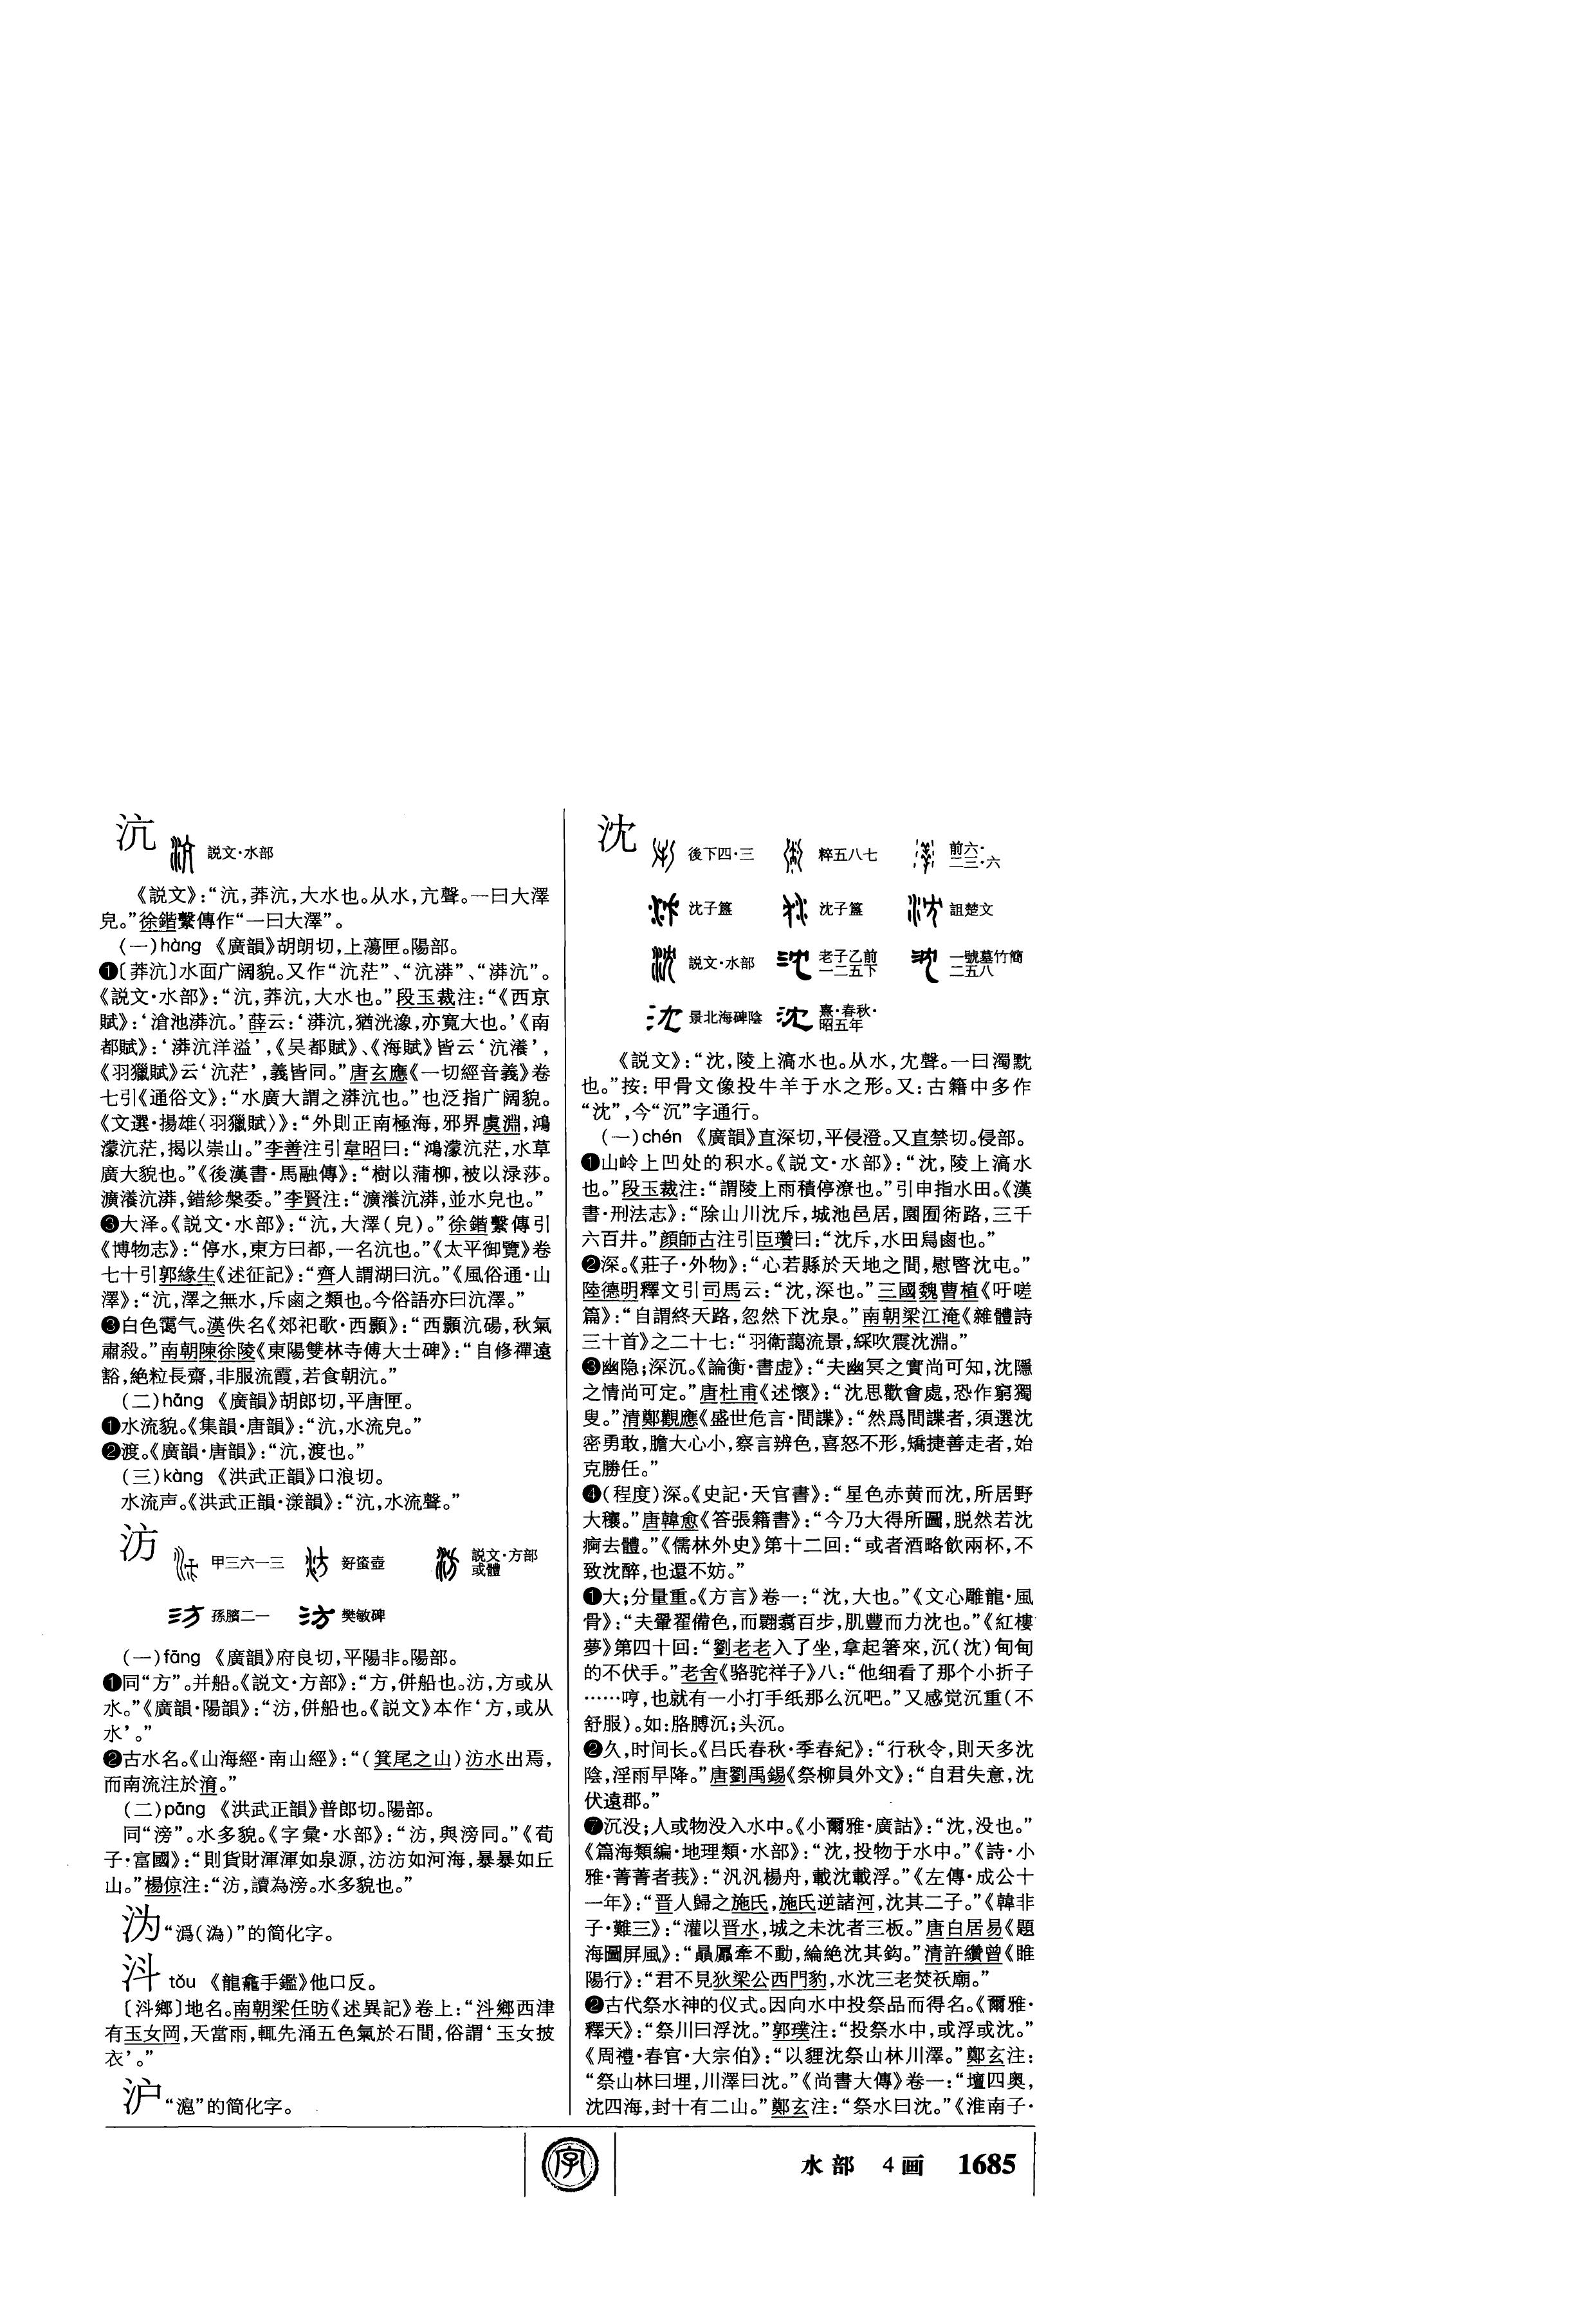 沆
説文·水部
《説文》:“沆,莽沆,大水也。从水,亢聲。一曰大澤
皃。”徐鍇繫傳作“一曰大澤”。
(一)hàng 《廣韻》胡朗切,上蕩匣。陽部。
❶〔莽沆〕水面广阔貌。又作“沆茫”、“沆漭”、“漭沆”。
《説文·水部》:“沆,莽沆,大水也。”段玉裁注:“《西京
賦》:‘滄池漭沆。’薛云:‘漭沆,猶洸潒,亦寬大也。’《南
都賦》:‘漭沆洋溢’,《吴都賦》、《海賦》皆云‘沆瀁’,
《羽獵賦》云‘沆茫’,義皆同。”唐玄應《一切經音義》卷
七引《通俗文》:“水廣大謂之漭沆也。”也泛指广阔貌。
《文選·揚雄〈羽獵賦〉》:“外則正南極海,邪界虞淵,鴻
濛沆茫,揭以崇山。”李善注引韋昭曰:“鴻濛沆茫,水草
廣大貌也。”《後漢書·馬融傳》:“樹以蒲柳,被以渌莎。
瀇瀁沆漭,錯紾槃委。”李賢注:“瀇瀁沆漭,並水皃也。”
❸大泽。《説文·水部》:“沆,大澤(皃)。”徐鍇繫傳引
《博物志》:“停水,東方曰都,一名沆也。”《太平御覽》卷
七十引郭緣生《述征記》:“齊人謂湖曰沆。”《風俗通·山
澤》:“沆,澤之無水,斥鹵之類也。今俗語亦曰沆澤。”
❸白色霭气。漢佚名《郊祀歌·西顥》:“西顥沆碭,秋氣
肅殺。”南朝陳徐陵《東陽雙林寺傅大士碑》:“自修禪遠
豁,絶粒長齋,非服流霞,若食朝沆。”
(二)háng 《廣韻》胡郎切,平唐匣。
❶水流貌。《集韻·唐韻》:“沆,水流皃。”
❷渡。《廣韻·唐韻》:“沆,渡也。”
(三)kàng 《洪武正韻》口浪切。
水流声。《洪武正韻·漾韻》:“沆,水流聲。”
汸
甲三六一三 好蚉壺 説文·方部或體
孫臏二一 樊敏碑
(一)fāng 《廣韻》府良切,平陽非。陽部。
❶同“方”。并船。《説文·方部》:“方,併船也。汸,方或从
水。”《廣韻·陽韻》:“汸,併船也。《説文》本作‘方,或从
水’。”
❷古水名。《山海經·南山經》:“(箕尾之山)汸水出焉,
而南流注於淯。”
(二)pāng 《洪武正韻》普郎切。陽部。
同“滂”。水多貌。《字彙·水部》:“汸,與滂同。”《荀
子·富國》:“則貨財渾渾如泉源,汸汸如河海,暴暴如丘
山。”楊倞注:“汸,讀為滂。水多貌也。”
沩“潙(溈)”的简化字。
㪷 tǒu 《龍龕手鑑》他口反。
〔㪷鄉〕地名。南朝梁任昉《述異記》卷上:“㪷鄉西津
有玉女岡,天當雨,輒先涌五色氣於石間,俗謂‘玉女披
衣’。”
沪“滬”的简化字。
沈
後下四·三 粹五八七 前六·二三·六
沈子簋 沈子簋 詛楚文
説文·水部 老子乙前一二五下 一號墓竹簡二五八
景北海碑陰 熹·春秋·昭五年
《説文》:“沈,陵上滈水也。从水,冘聲。一曰濁黕
也。”按:甲骨文像投牛羊于水之形。又:古籍中多作
“沈”,今“沉”字通行。
(一)chén 《廣韻》直深切,平侵澄。又直禁切。侵部。
❶山岭上凹处的积水。《説文·水部》:“沈,陵上滈水
也。”段玉裁注:“謂陵上雨積停潦也。”引申指水田。《漢
書·刑法志》:“除山川沈斥,城池邑居,園囿術路,三千
六百井。”顔師古注引臣瓚曰:“沈斥,水田舄鹵也。”
❷深。《莊子·外物》:“心若縣於天地之間,慰暋沈屯。”
陸德明釋文引司馬云:“沈,深也。”三國魏曹植《吁嗟
篇》:“自謂終天路,忽然下沈泉。”南朝梁江淹《雜體詩
三十首》之二十七:“羽衛藹流景,綵吹震沈淵。”
❸幽隐;深沉。《論衡·書虚》:“夫幽冥之實尚可知,沈隱
之情尚可定。”唐杜甫《述懷》:“沈思歡會處,恐作窮獨
叟。”清鄭觀應《盛世危言·間諜》:“然爲間諜者,須選沈
密勇敢,膽大心小,察言辨色,喜怒不形,矯捷善走者,始
克勝任。”
❹(程度)深。《史記·天官書》:“星色赤黄而沈,所居野
大穰。”唐韓愈《答張籍書》:“今乃大得所圖,脱然若沈
痾去體。”《儒林外史》第十二回:“或者酒略飲兩杯,不
致沈醉,也還不妨。”
❶大;分量重。《方言》卷一:“沈,大也。”《文心雕龍·風
骨》:“夫翬翟備色,而翾翥百步,肌豐而力沈也。”《紅樓
夢》第四十回:“劉老老入了坐,拿起箸來,沉(沈)甸甸
的不伏手。”老舍《骆驼祥子》八:“他细看了那个小折子
……哼,也就有一小打手纸那么沉吧。”又感觉沉重(不
舒服)。如:胳膊沉;头沉。
❷久,时间长。《吕氏春秋·季春紀》:“行秋令,則天多沈
陰,淫雨早降。”唐劉禹錫《祭柳員外文》:“自君失意,沈
伏遠郡。”
❼沉没;人或物没入水中。《小爾雅·廣詁》:“沈,没也。”
《篇海類編·地理類·水部》:“沈,投物于水中。”《詩·小
雅·菁菁者莪》:“汎汎楊舟,載沈載浮。”《左傳·成公十
一年》:“晋人歸之施氏,施氏逆諸河,沈其二子。”《韓非
子·難三》:“灌以晋水,城之未沈者三板。”唐白居易《題
海圖屏風》:“贔屭牽不動,綸絶沈其鈎。”清許纘曾《睢
陽行》:“君不見狄梁公西門豹,水沈三老焚祅廟。”
❷古代祭水神的仪式。因向水中投祭品而得名。《爾雅·
釋天》:“祭川曰浮沈。”郭璞注:“投祭水中,或浮或沈。”
《周禮·春官·大宗伯》:“以貍沈祭山林川澤。”鄭玄注:
“祭山林曰埋,川澤曰沈。”《尚書大傳》卷一:“壇四奥,
沈四海,封十有二山。”鄭玄注:“祭水曰沈。”《淮南子·
字
水部 4画 1685